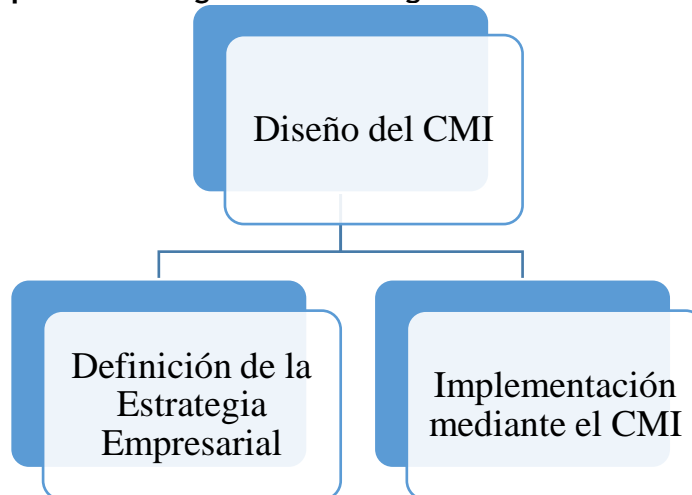 Diseño del CMI
Definición de la
Estrategia
Empresarial
Implementación
mediante el CMI